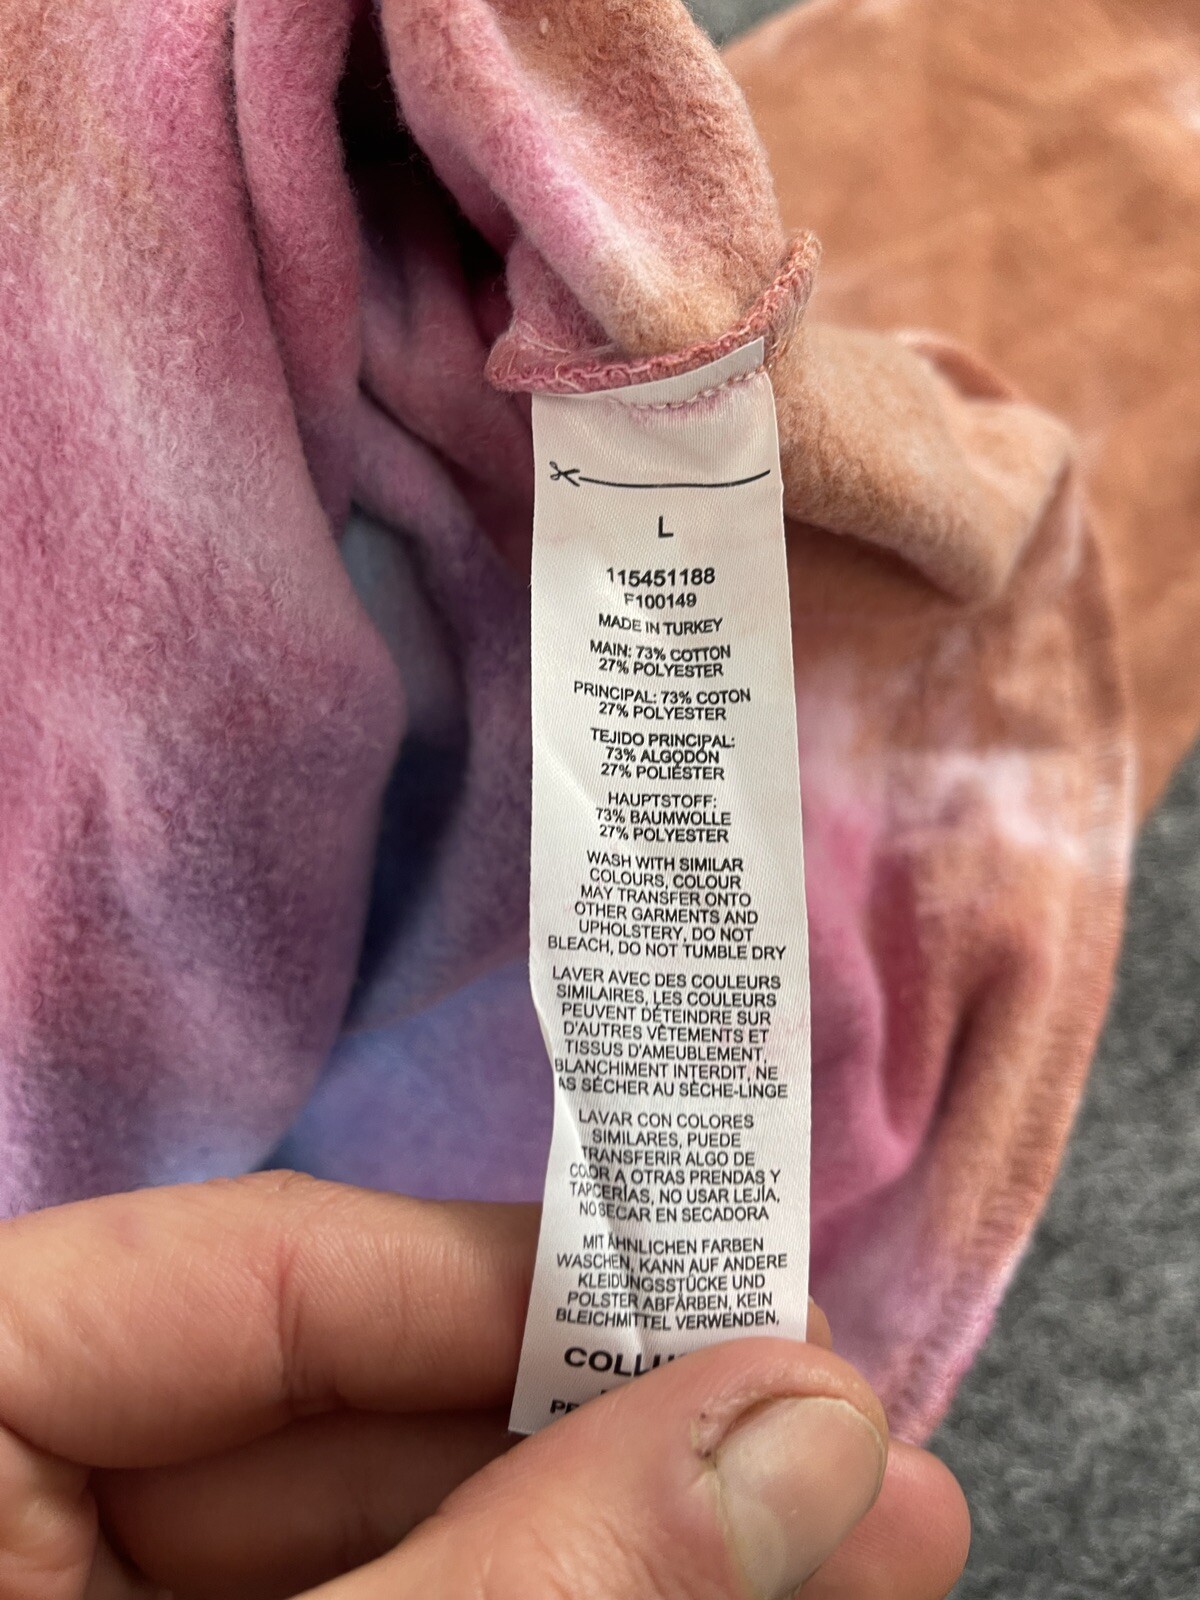 L
115451188
F100149
MADE IN TURKEY
MAIN: 73% COTTON
27% POLYESTER
PRINCIPAL: 73% COTON
27% POLYESTER
TEJIDO PRINCIPAL:
73% ALGODÓN
27% POLIÉSTER
HAUPTSTOFF:
73% BAUMWOLLE
27% POLYESTER
WASH WITH SIMILAR
COLOURS, COLOUR
MAY TRANSFER ONTO
OTHER GARMENTS AND
UPHOLSTERY, DO NOT
BLEACH, DO NOT TUMBLE DRY
LAVER AVEC DES COULEURS
SIMILAIRES, LES COULEURS
PEUVENT DÉTEINDRE SUR
D'AUTRES VÊTEMENTS ET
TISSUS D'AMEUBLEMENT,
BLANCHIMENT INTERDIT, NE
AS SÉCHER AU SÈCHE-LINGE
LAVAR CON COLORES
SIMILARES, PUEDE
TRANSFERIR ALGO DE
COLOR A OTRAS PRENDAS Y
TAPCERÍAS, NO USAR LEJÍA,
NO SECAR EN SECADORA
MIT ÄHNLICHEN FARBEN
WASCHEN, KANN AUF ANDERE
KLEIDUNGSSTÜCKE UND
POLSTER ABFÄRBEN, KEIN
BLEICHMITTEL VERWENDEN,